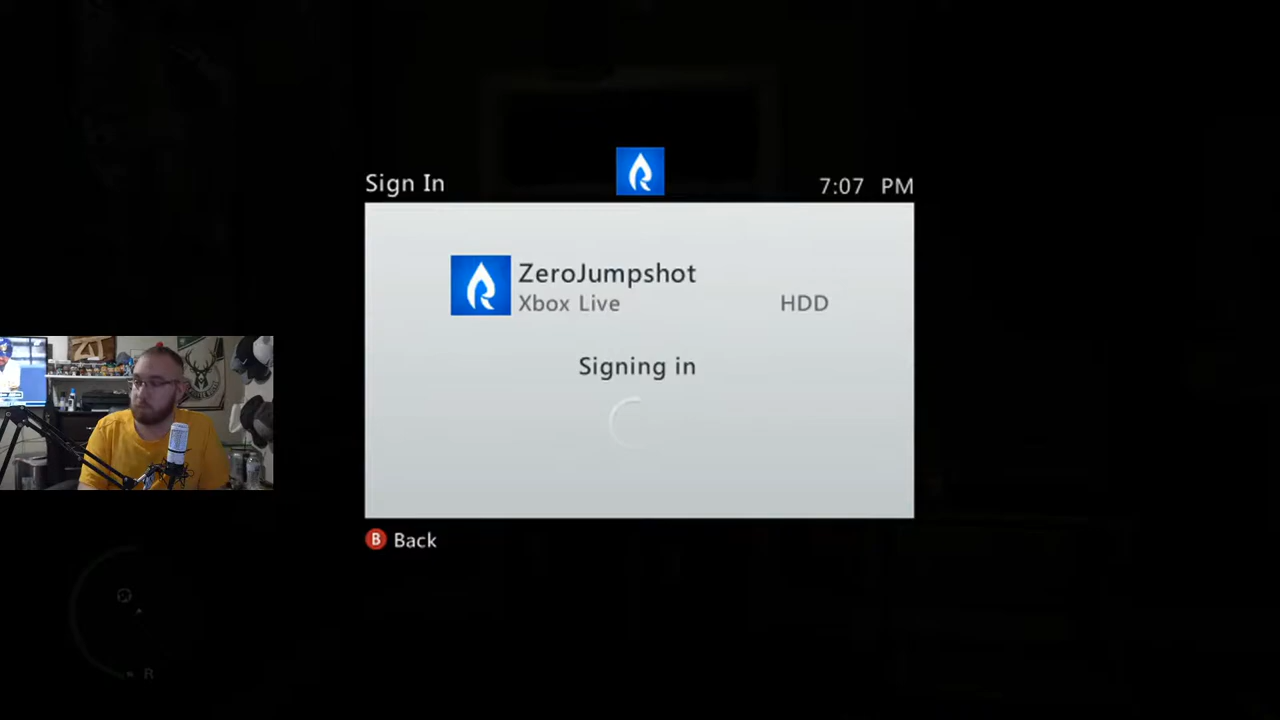 Sign In
7:07 PM
ZeroJumpshot
Xbox Live
HDD
Signing in
B Back
R